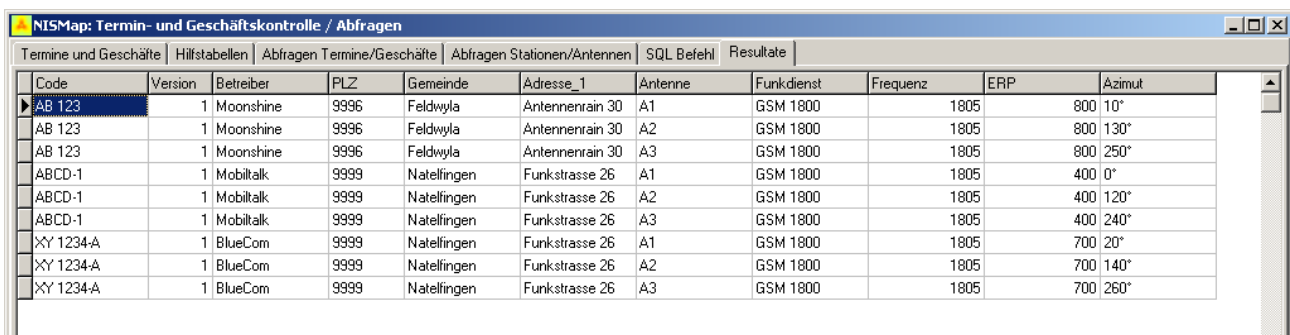 NISMap: Termin- und Geschäftskontrolle / Abfragen
Termine und Geschäfte Hilfstabellen Abfragen Termine/Geschäfte Abfragen Stationen/Antennen SQL Befehl Resultate
Code Version Betreiber PLZ Gemeinde Adresse_1 Antenne Funkdienst Frequenz ERP Azimut
AB 123 1 Moonshine 9996 Feldwyla Antennenrain 30 A1 GSM 1800 1805 800 10°
AB 123 1 Moonshine 9996 Feldwyla Antennenrain 30 A2 GSM 1800 1805 800 130°
AB 123 1 Moonshine 9996 Feldwyla Antennenrain 30 A3 GSM 1800 1805 800 250°
ABCD-1 1 Mobiltalk 9999 Natelfingen Funkstrasse 26 A1 GSM 1800 1805 400 0°
ABCD-1 1 Mobiltalk 9999 Natelfingen Funkstrasse 26 A2 GSM 1800 1805 400 120°
ABCD-1 1 Mobiltalk 9999 Natelfingen Funkstrasse 26 A3 GSM 1800 1805 400 240°
XY 1234-A 1 BlueCom 9999 Natelfingen Funkstrasse 26 A1 GSM 1800 1805 700 20°
XY 1234-A 1 BlueCom 9999 Natelfingen Funkstrasse 26 A2 GSM 1800 1805 700 140°
XY 1234-A 1 BlueCom 9999 Natelfingen Funkstrasse 26 A3 GSM 1800 1805 700 260°